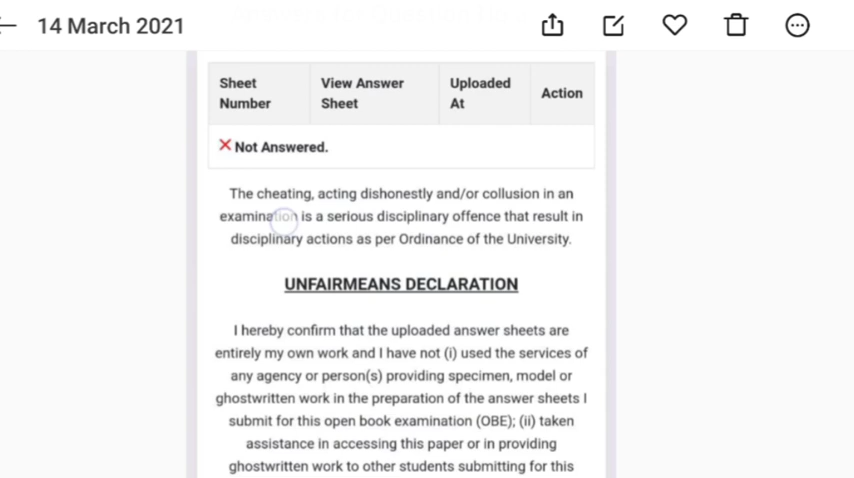 14 March 2021
Sheet Number
View Answer Sheet
Uploaded At
Action
Not Answered.
The cheating, acting dishonestly and/or collusion in an
examination is a serious disciplinary offence that result in
disciplinary actions as per Ordinance of the University.
UNFAIRMEANS DECLARATION
I hereby confirm that the uploaded answer sheets are
entirely my own work and I have not (i) used the services of
any agency or person(s) providing specimen, model or
ghostwritten work in the preparation of the answer sheets I
submit for this open book examination (OBE); (ii) taken
assistance in accessing this paper or in providing
ghostwritten work to other students submitting for this